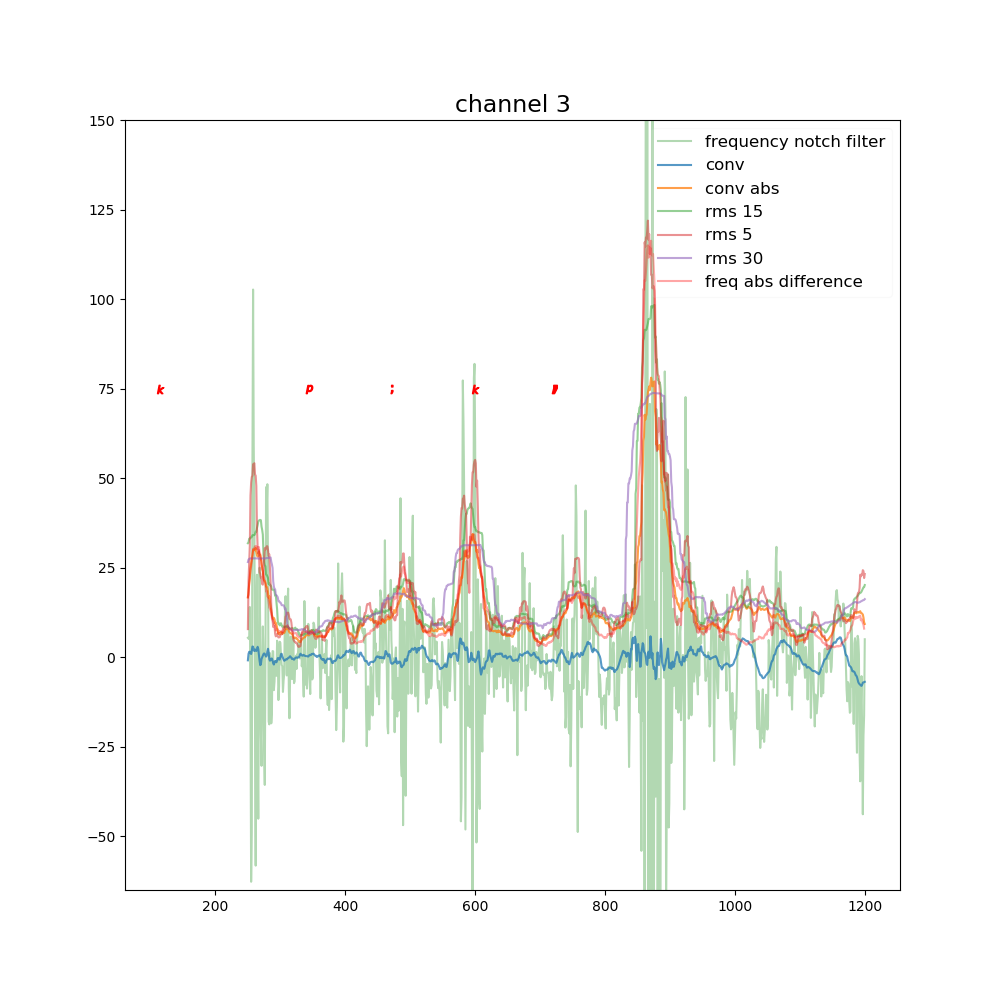 channel 3
150
125
100
75
50
25
0
−25
−50
frequency notch filter
conv
conv abs
rms 15
rms 5
rms 30
freq abs difference
k p ; k
200 400 600 800 1000 1200